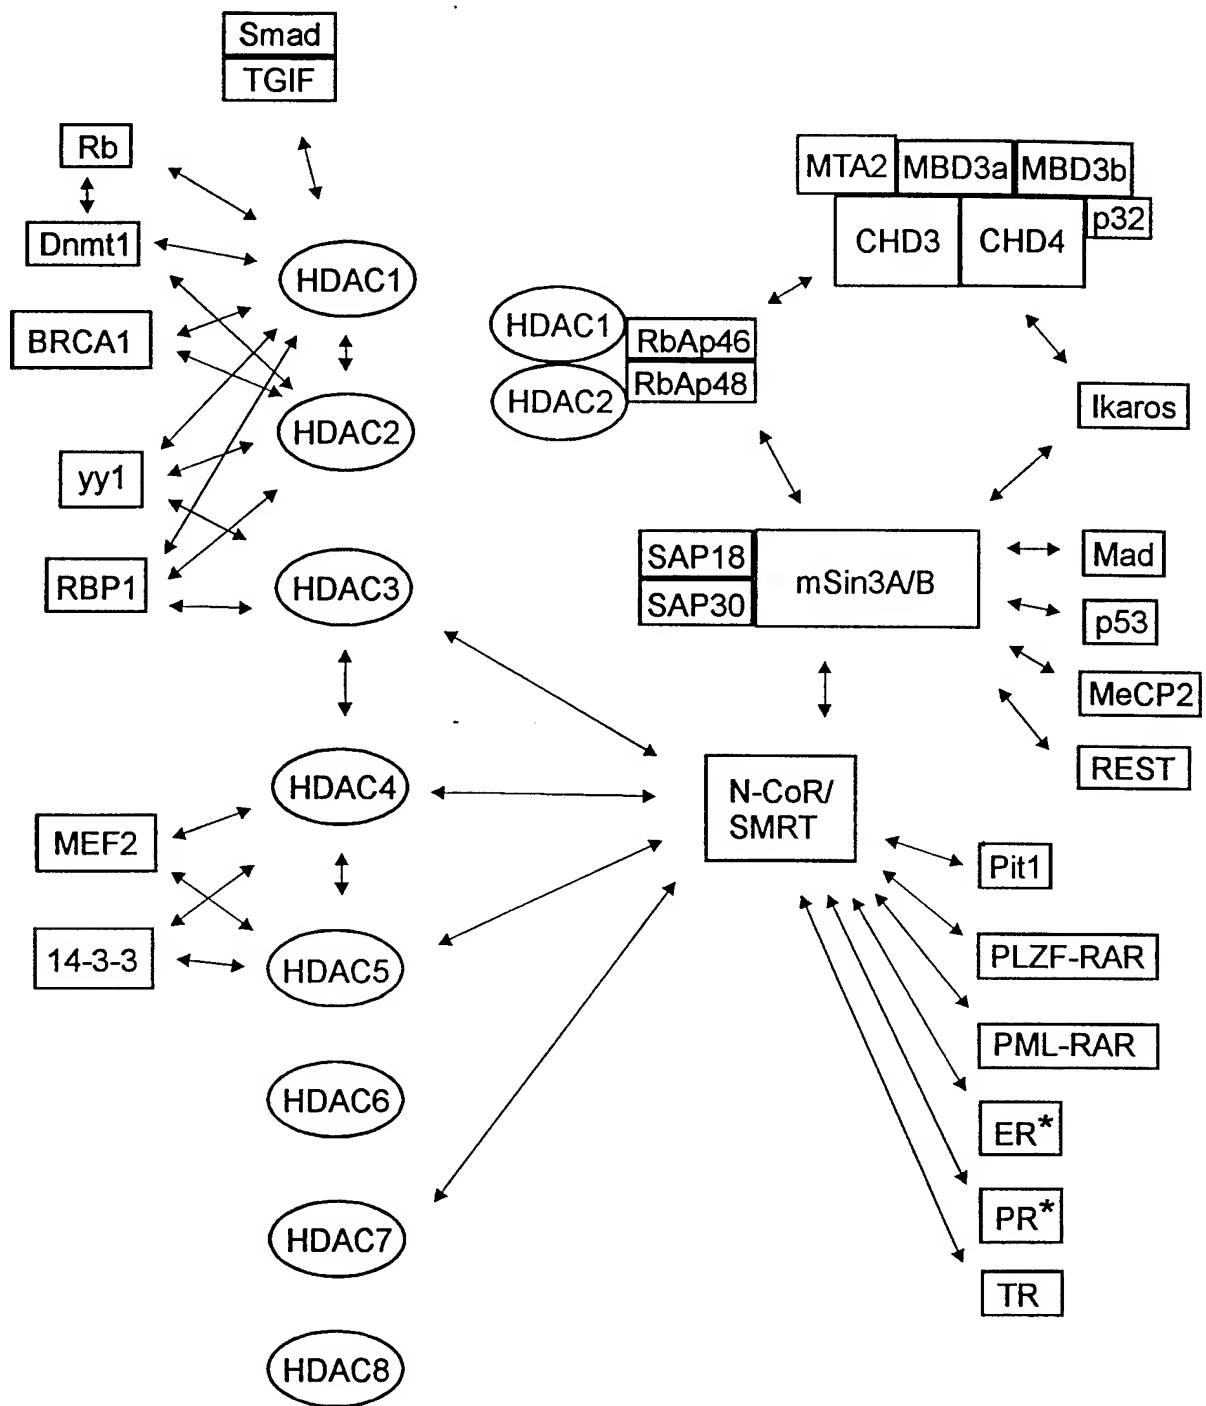 Smad
TGIF
Rb
Dnmt1
BRCA1
yy1
RBP1
MEF2
14-3-3
HDAC1
HDAC2
HDAC3
HDAC4
HDAC5
HDAC6
HDAC7
HDAC8
MTA2
MBD3a
MBD3b
CHD3
CHD4
p32
HDAC1
HDAC2
RbAp46
RbAp48
Ikaros
SAP18
SAP30
mSin3A/B
Mad
p53
MeCP2
REST
N-CoR/
SMRT
Pit1
PLZF-RAR
PML-RAR
ER*
PR*
TR